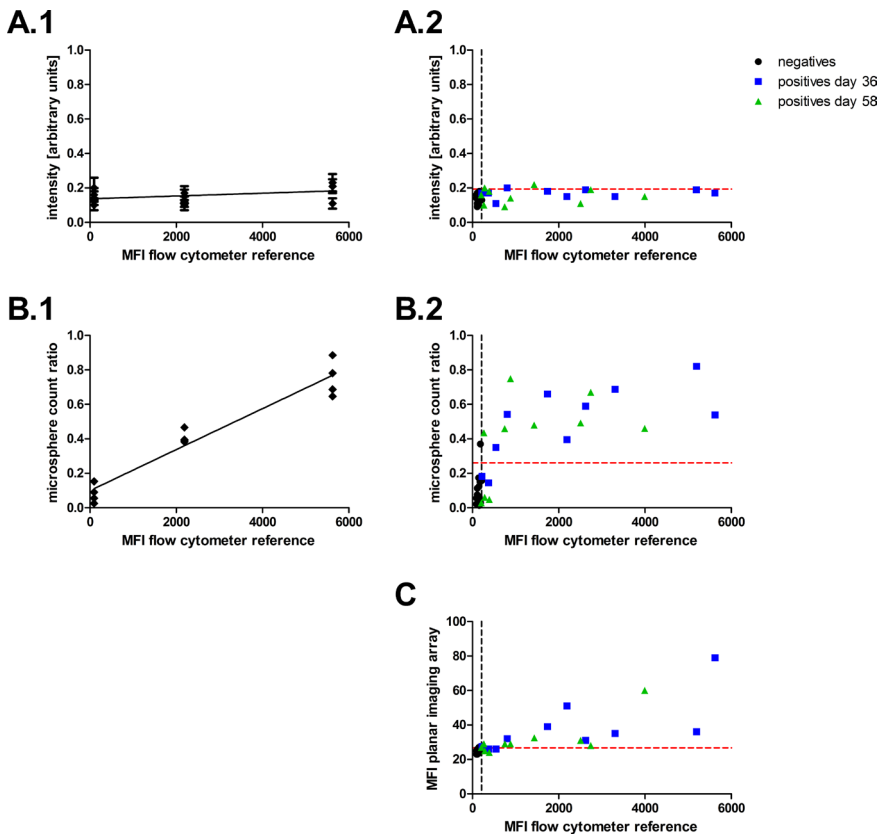 A.1
A.2
1.0
0.8
0.6
0.4
0.2
0.0
intensity [arbitrary units]
0
2000
4000
6000
MFI flow cytometer reference
1.0
0.8
0.6
0.4
0.2
0.0
intensity [arbitrary units]
0
2000
4000
6000
MFI flow cytometer reference
negatives
positives day 36
positives day 58
B.1
B.2
1.0
0.8
0.6
0.4
0.2
0.0
microsphere count ratio
0
2000
4000
6000
MFI flow cytometer reference
1.0
0.8
0.6
0.4
0.2
0.0
microsphere count ratio
0
2000
4000
6000
MFI flow cytometer reference
C
100
80
60
40
20
0
MFI planar imaging array
0
2000
4000
6000
MFI flow cytometer reference